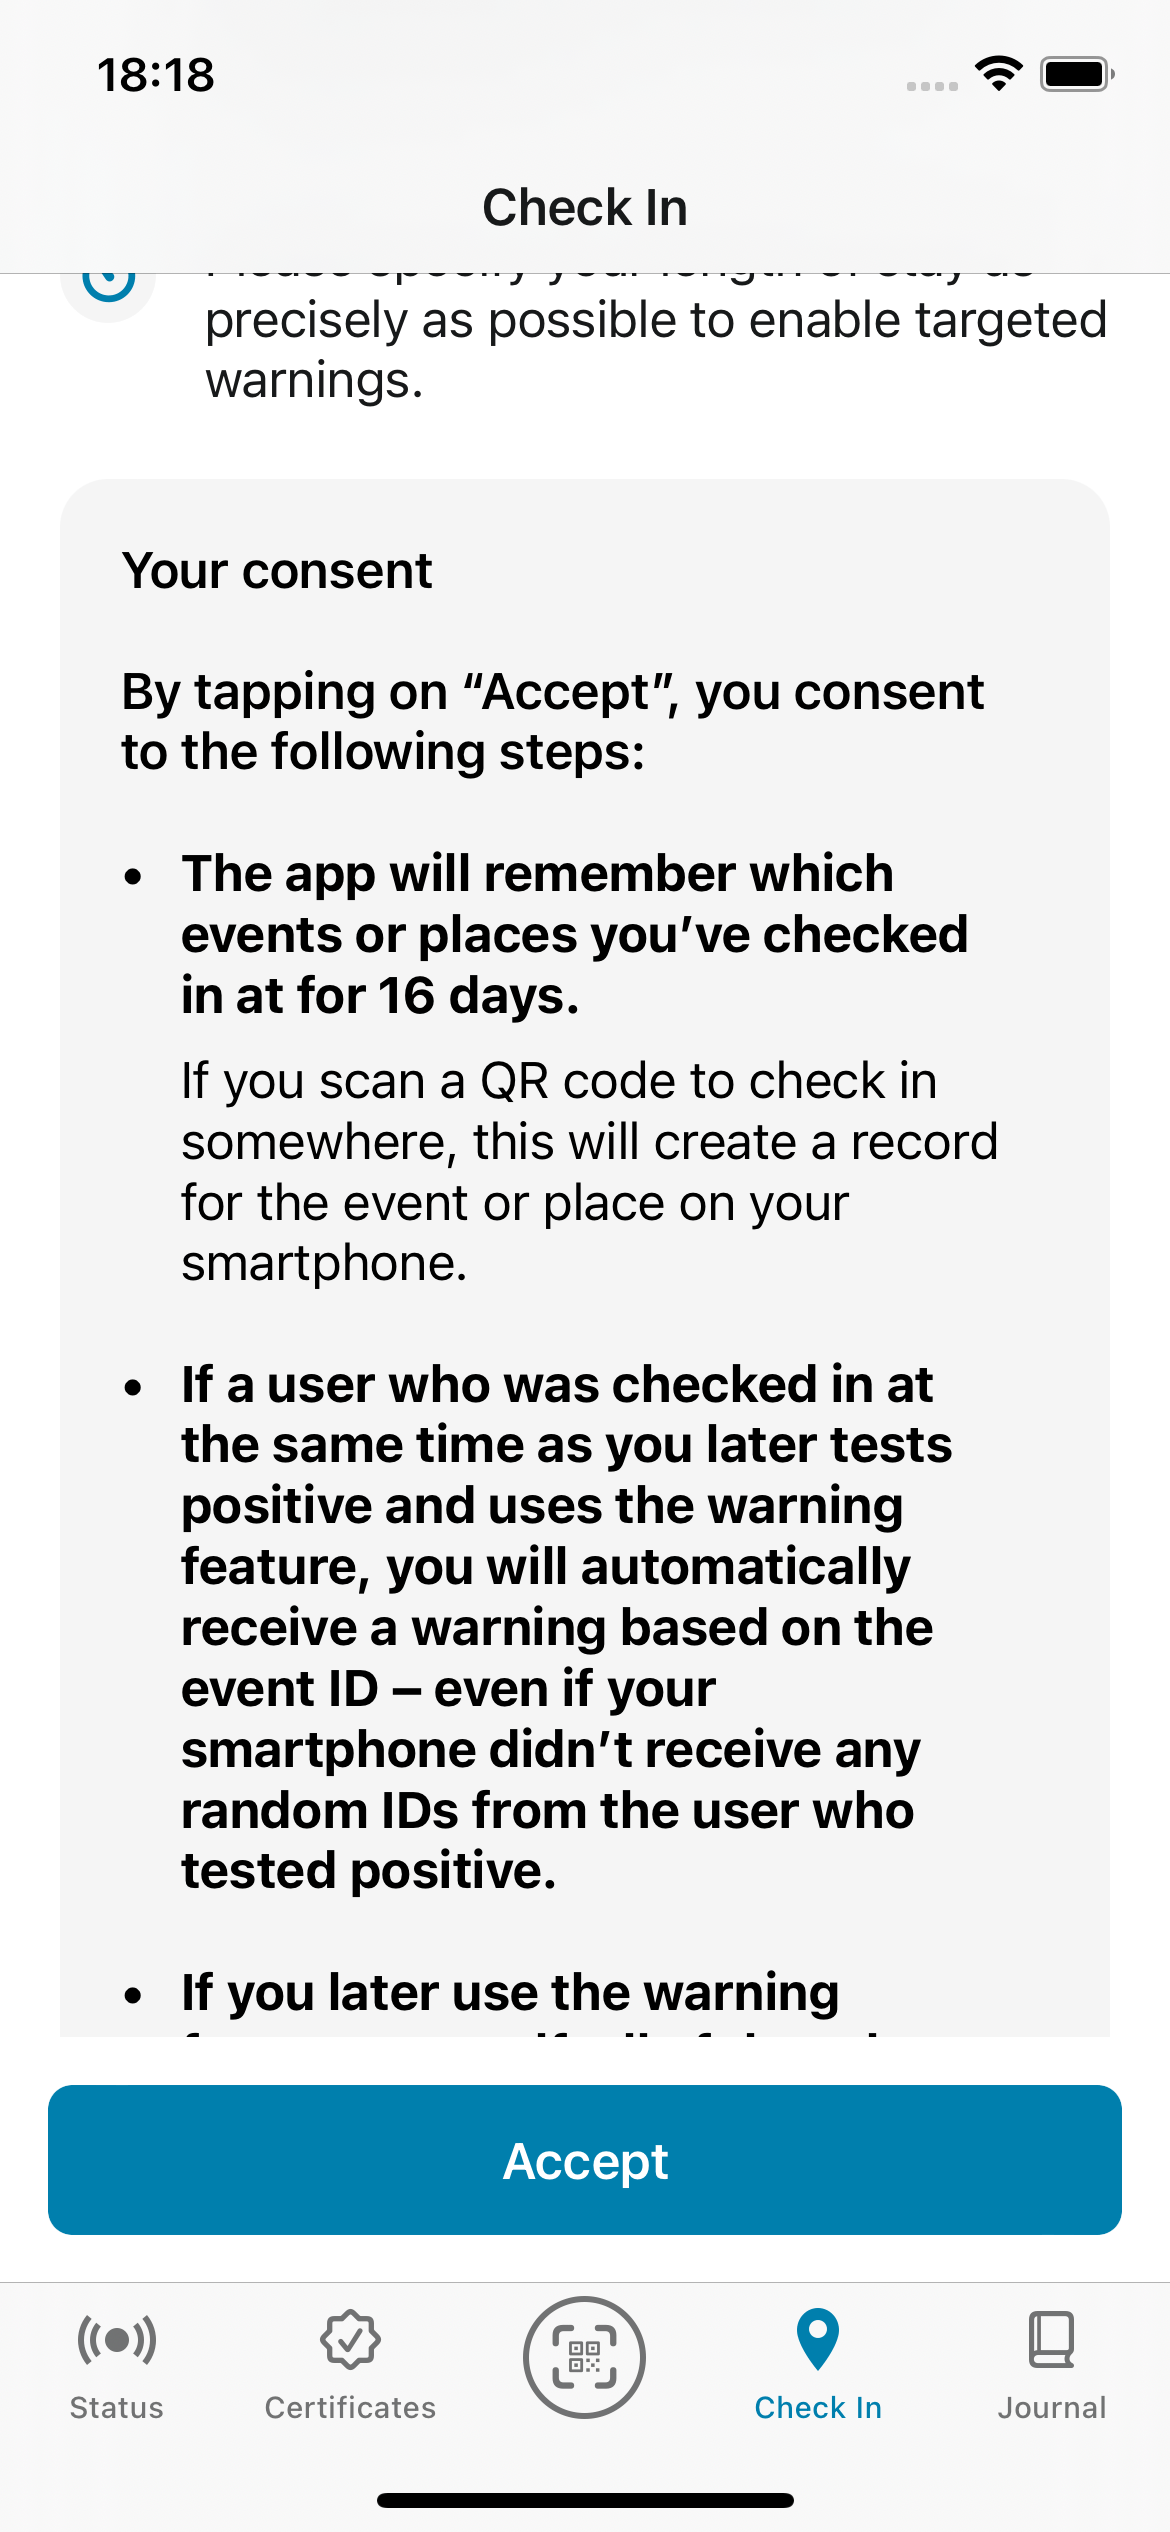 18:18
Check In
precisely as possible to enable targeted
warnings.
Your consent
By tapping on “Accept”, you consent
to the following steps:
• The app will remember which
events or places you’ve checked
in at for 16 days.
If you scan a QR code to check in
somewhere, this will create a record
for the event or place on your
smartphone.
• If a user who was checked in at
the same time as you later tests
positive and uses the warning
feature, you will automatically
receive a warning based on the
event ID – even if your
smartphone didn’t receive any
random IDs from the user who
tested positive.
• If you later use the warning
Accept
Status
Certificates
Check In
Journal